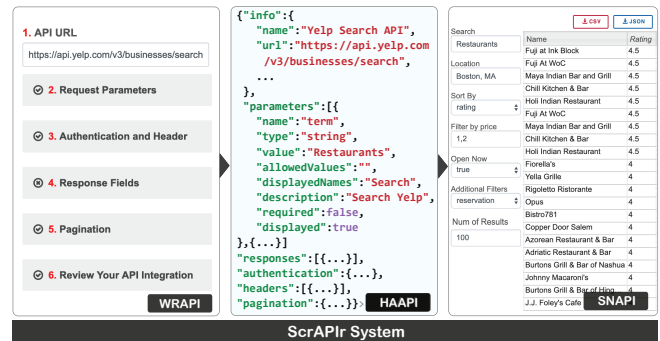 1. API URL
https://api.yelp.com/v3/businesses/search
2. Request Parameters
3. Authentication and Header
4. Response Fields
5. Pagination
6. Review Your API Integration
WRAPI
{"info":{
"name":"Yelp Search API",
"url":"https://api.yelp.com
/v3/businesses/search",
...
},
"parameters":[{
"name":"term",
"type":"string",
"value":"Restaurants",
"allowedValues":"",
"displayedNames":"Search",
"description":"Search Yelp",
"required":false,
"displayed":true
},{...}]
"responses":[{...}],
"authentication":{...},
"headers":[{...}],
"pagination":{...}}>
HAAPI
CSV
JSON
Search
Restaurants
Location
Boston, MA
Sort By
rating
Filter by price
1,2
Open Now
true
Additional Filters
reservation
Num of Results
100
Name Rating
Fuji at Ink Block 4.5
Fuji At WoC 4.5
Maya Indian Bar and Grill 4.5
Chill Kitchen & Bar 4.5
Holi Indian Restaurant 4.5
Fuji At WoC 4.5
Maya Indian Bar and Grill 4.5
Chill Kitchen & Bar 4.5
Holi Indian Restaurant 4.5
Fiorella's 4
Yella Grille 4
Rigoletto Ristorante 4
Opus 4
Bistro781 4
Copper Door Salem 4
Azorean Restaurant & Bar 4
Adriatic Restaurant & Bar 4
Burtons Grill & Bar of Nashua 4
Johnny Macaroni's 4
Burtons Grill & Bar of
J.J. Foley's Cafe
SNAPI
ScrAPIr System